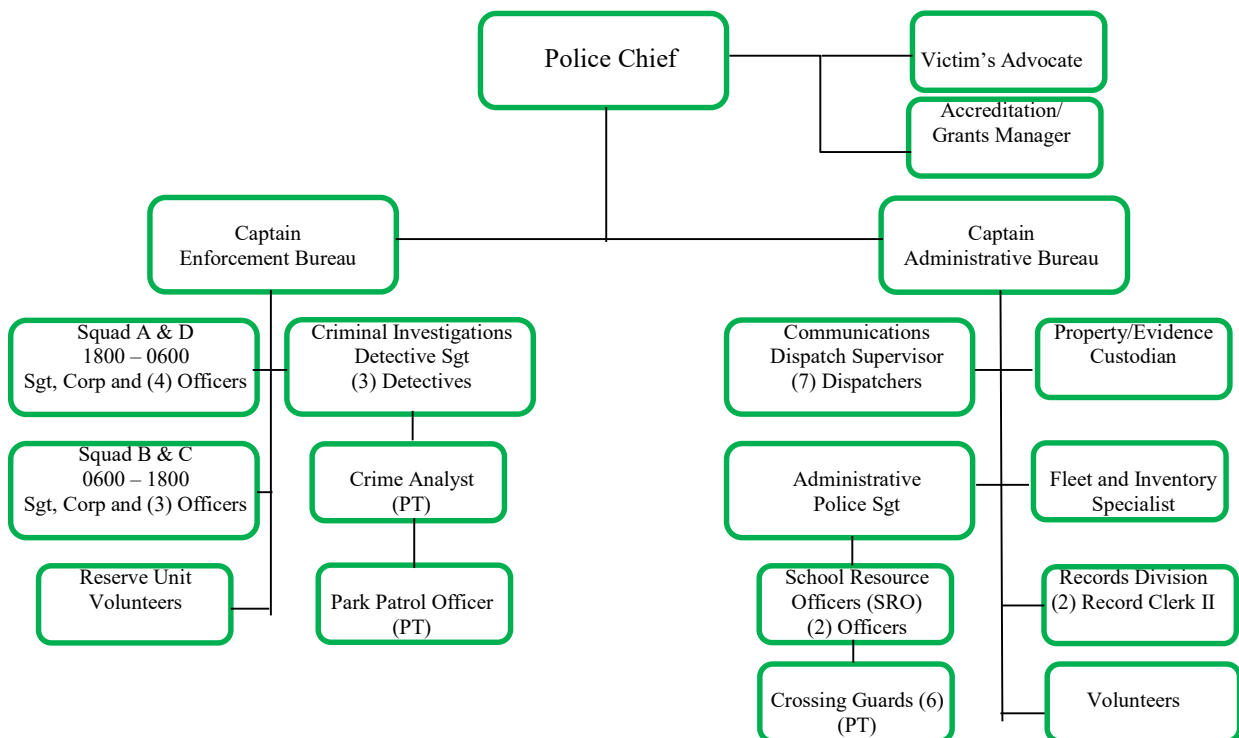 Police Chief
Victim’s Advocate
Accreditation/
Grants Manager
Captain
Enforcement Bureau
Captain
Administrative Bureau
Squad A & D
1800 – 0600
Sgt, Corp and (4) Officers
Criminal Investigations
Detective Sgt
(3) Detectives
Communications
Dispatch Supervisor
(7) Dispatchers
Property/Evidence
Custodian
Squad B & C
0600 – 1800
Sgt, Corp and (3) Officers
Crime Analyst
(PT)
Administrative
Police Sgt
Fleet and Inventory
Specialist
Reserve Unit
Volunteers
Park Patrol Officer
(PT)
School Resource
Officers (SRO)
(2) Officers
Records Division
(2) Record Clerk II
Crossing Guards (6)
(PT)
Volunteers